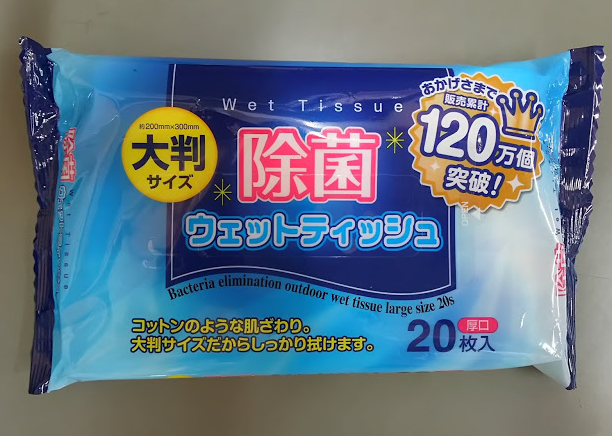 Wet Tissue
約200mm×300mm
大判
サイズ
除菌
ウェットティッシュ
おかげさまで
販売累計
120万個
突破!
Bacteria elimination outdoor wet tissue large size 20s
コットンのような肌ざわり。
大判サイズだからしっかり拭けます。
厚口
20枚入